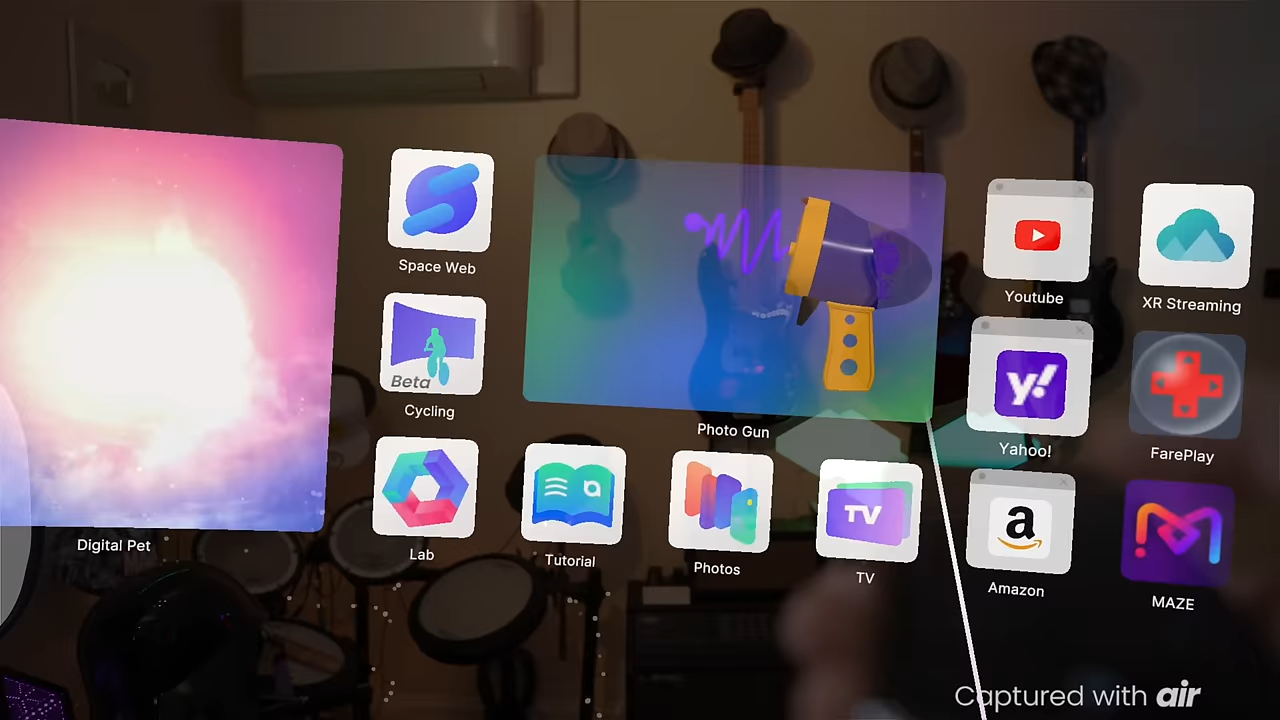 Space Web
Youtube
XR Streaming
Beta
Cycling
y!
Photo Gun
Yahoo!
FarePlay
Digital Pet
Lab
Tutorial
a
Photos
TV
TV
a
Amazon
MAZE
Captured with air